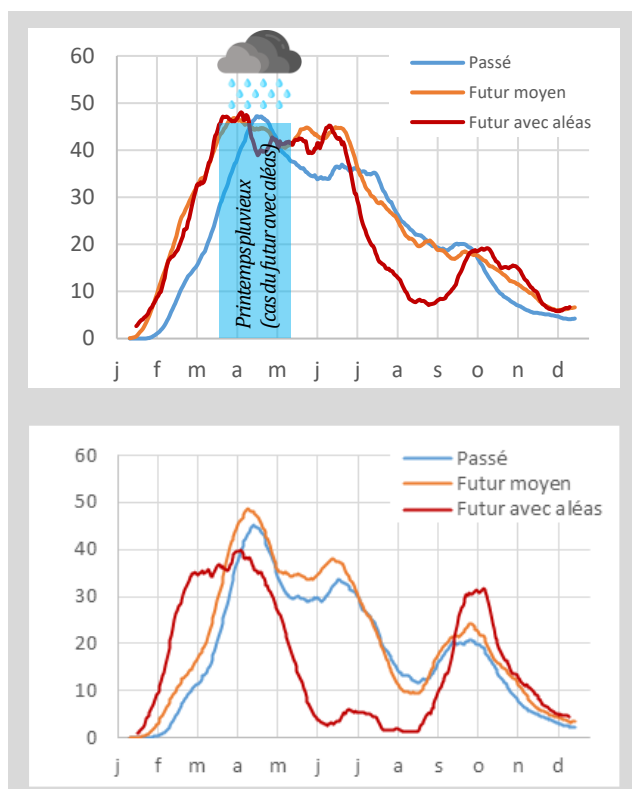 60
50
40
30
20
10
0
Passé
Futur moyen
Futur avec aléas
Printemps pluvieux
(cas du futur avec aléas)
j f m a m j j a s o n d
60
50
40
30
20
10
0
Passé
Futur moyen
Futur avec aléas
j f m a m j j a s o n d